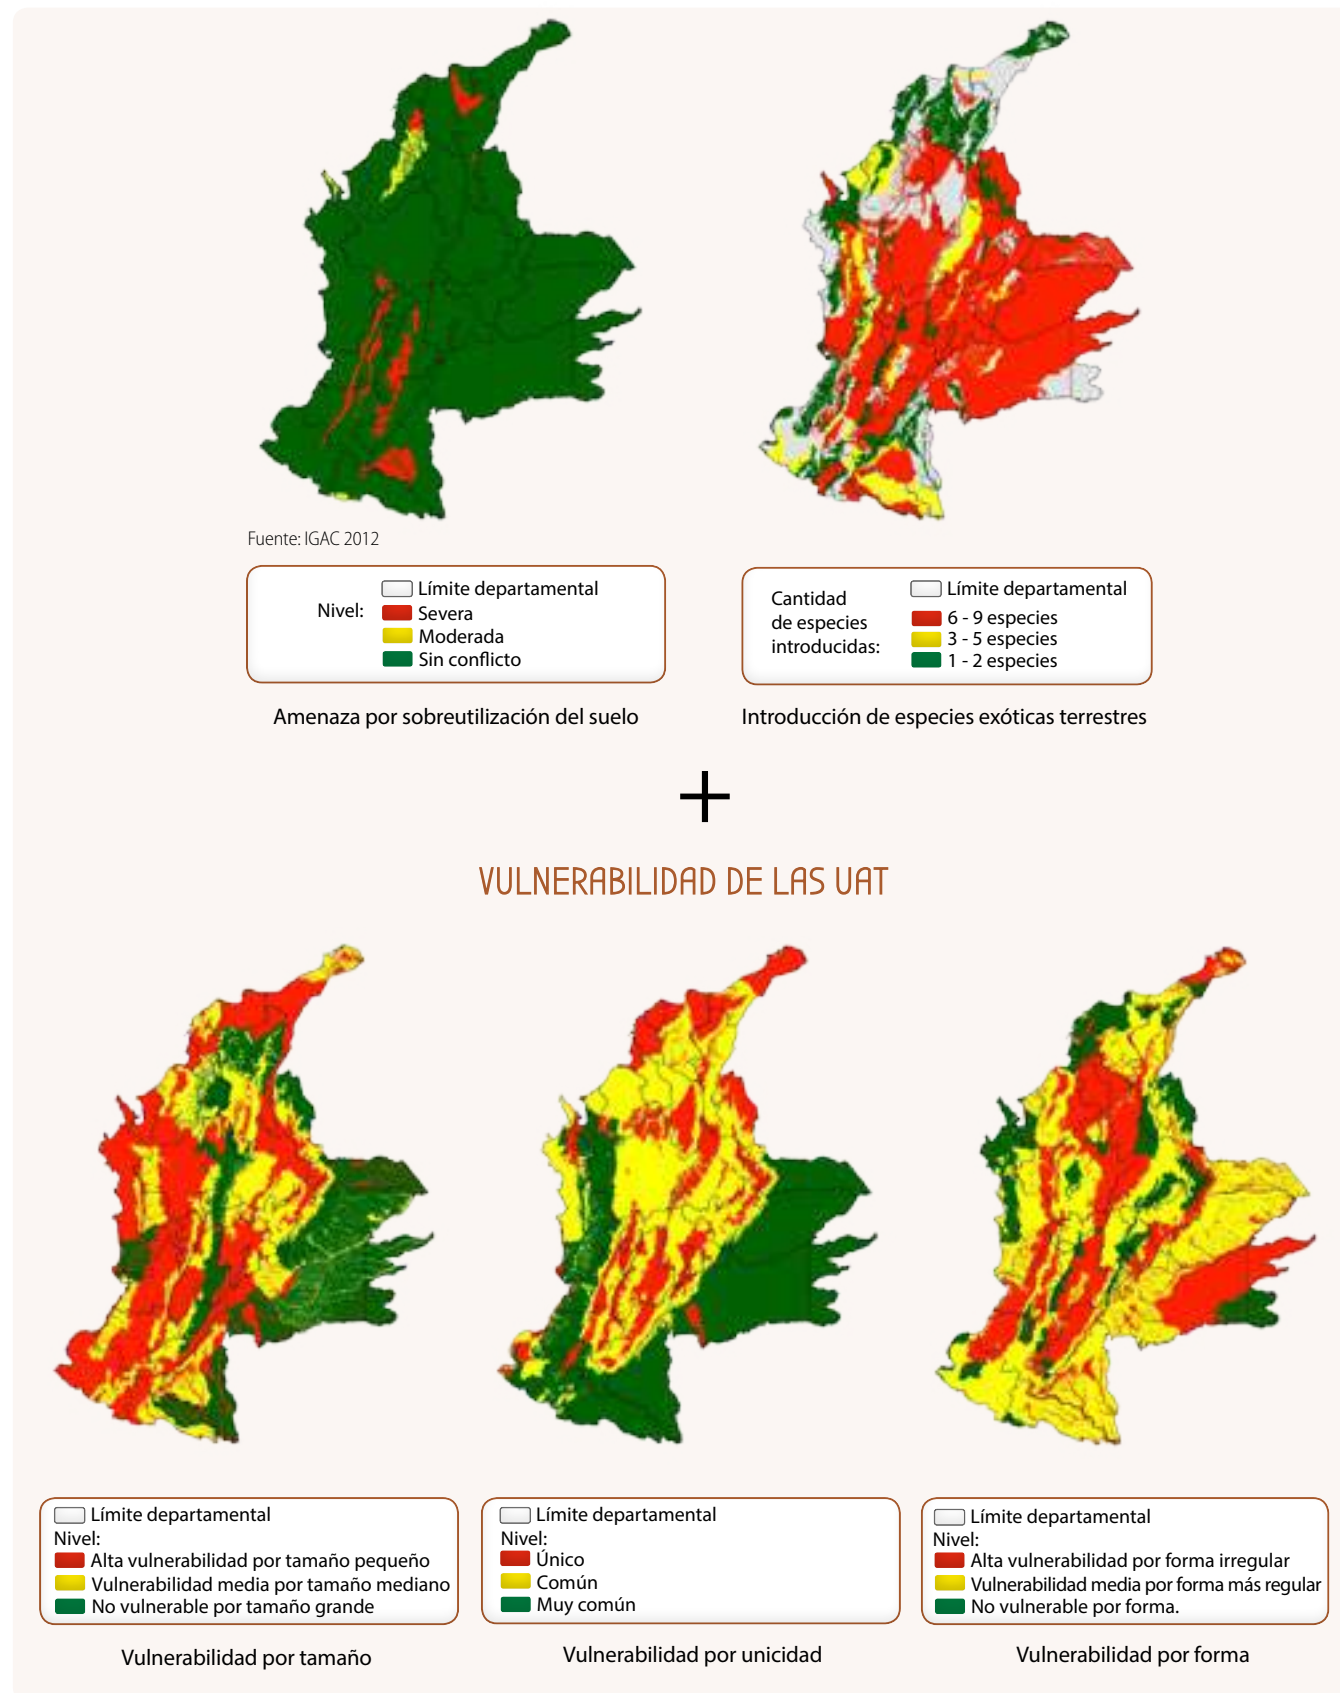 Fuente: IGAC 2012
Límite departamental
Nivel:
Severa
Moderada
Sin conflicto
Amenaza por sobreutilización del suelo
Cantidad
de especies
introducidas:
Límite departamental
6 - 9 especies
3 - 5 especies
1 - 2 especies
Introducción de especies exóticas terrestres
+
VULNERABILIDAD DE LAS UAT
Límite departamental
Nivel:
Alta vulnerabilidad por tamaño pequeño
Vulnerabilidad media por tamaño mediano
No vulnerable por tamaño grande
Vulnerabilidad por tamaño
Límite departamental
Nivel:
Único
Común
Muy común
Vulnerabilidad por unicidad
Límite departamental
Nivel:
Alta vulnerabilidad por forma irregular
Vulnerabilidad media por forma más regular
No vulnerable por forma.
Vulnerabilidad por forma